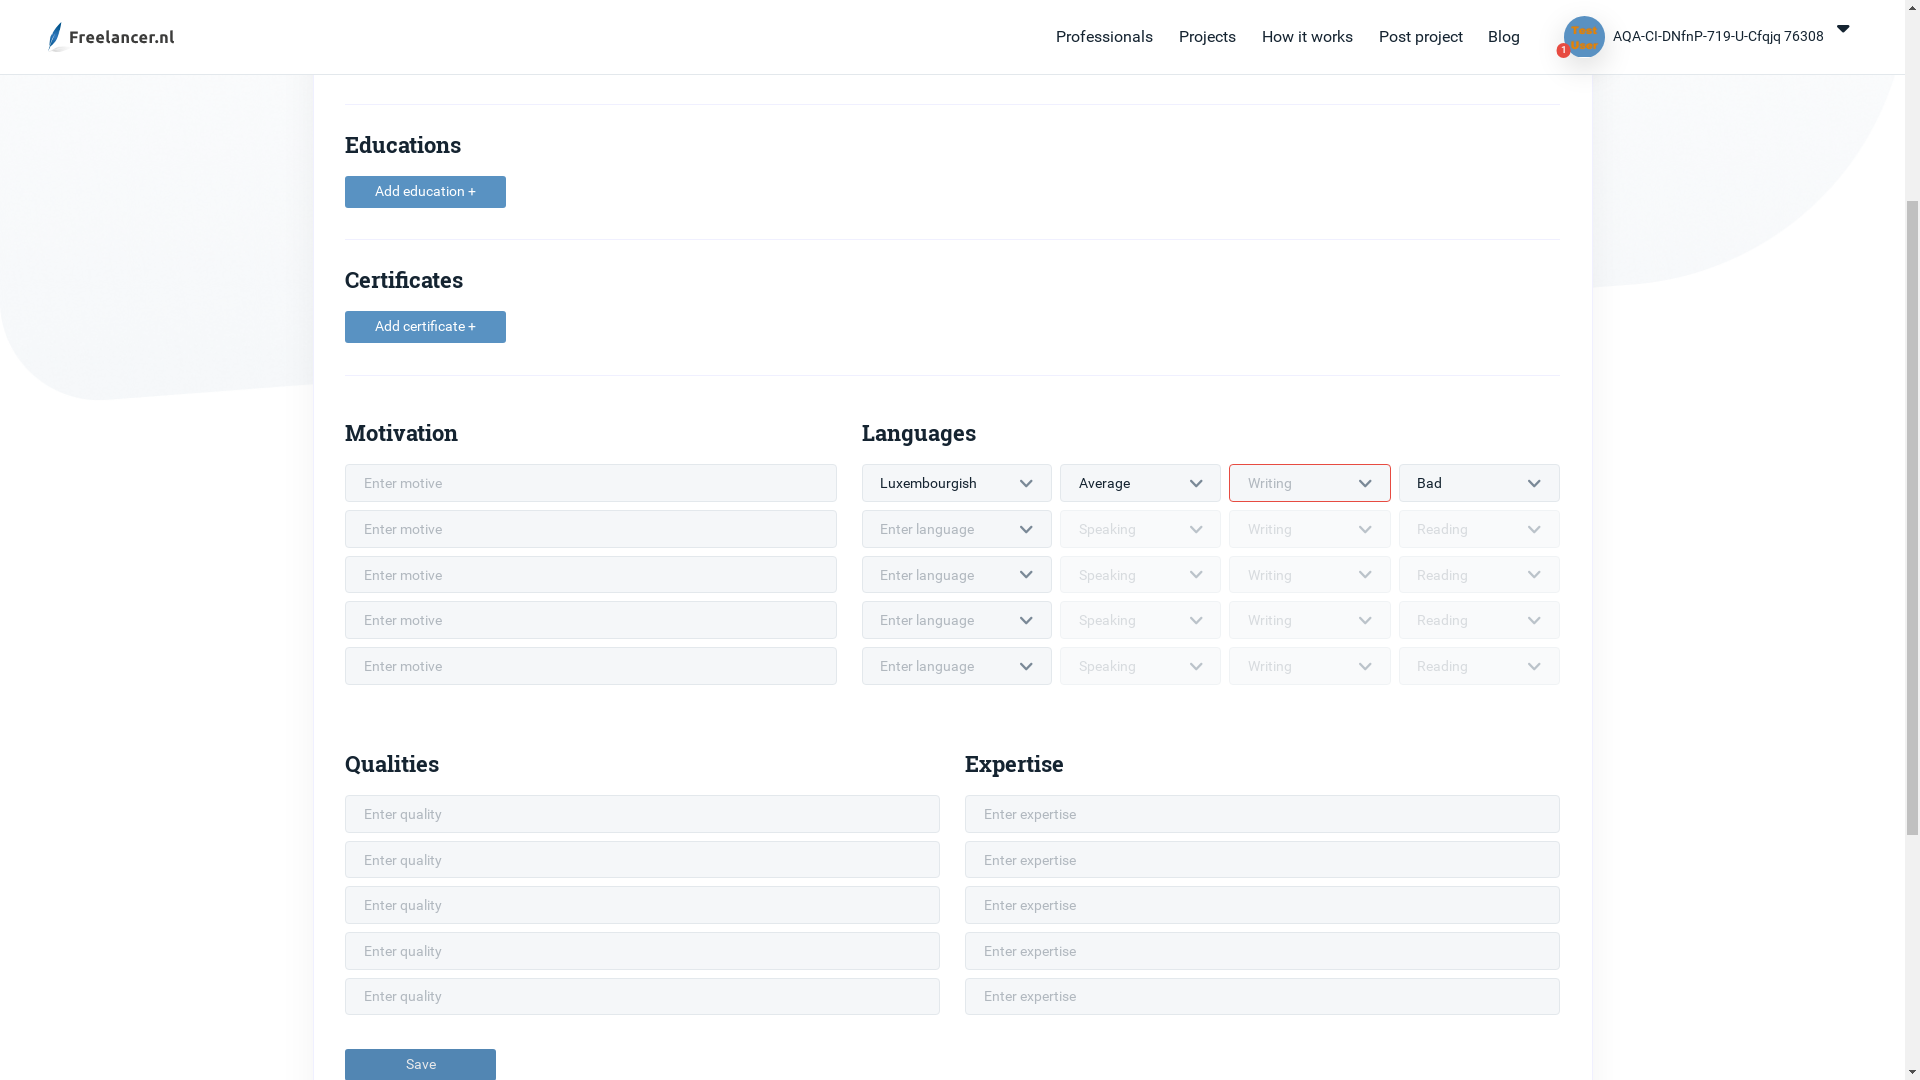 Freelancer.nl
Professionals Projects How it works Post project Blog Test User 1 AQA-CI-DNfnP-719-U-Cfqjq 76308
Educations
Add education +
Certificates
Add certificate +
Motivation
Enter motive
Enter motive
Enter motive
Enter motive
Enter motive
Languages
Luxembourgish Average Writing Bad
Enter language Speaking Writing Reading
Enter language Speaking Writing Reading
Enter language Speaking Writing Reading
Enter language Speaking Writing Reading
Qualities
Enter quality
Enter quality
Enter quality
Enter quality
Enter quality
Expertise
Enter expertise
Enter expertise
Enter expertise
Enter expertise
Enter expertise
Save